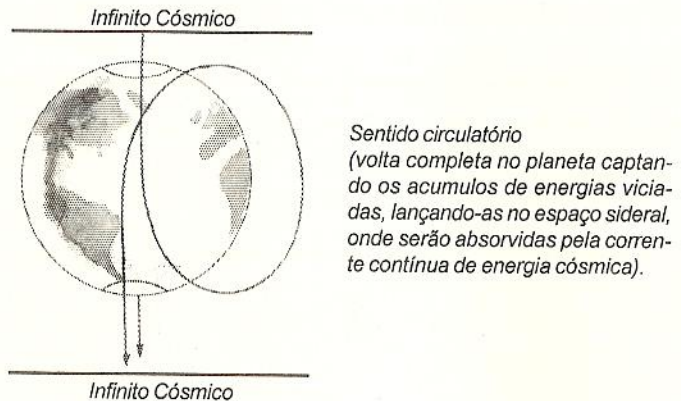 Infinito Cósmico
Sentido circulatório
(volta completa no planeta captan-
do os acumulos de energias vicia-
das, lançando-as no espaço sideral,
onde serão absorvidas pela corren-
te contínua de energia cósmica).
Infinito Cósmico